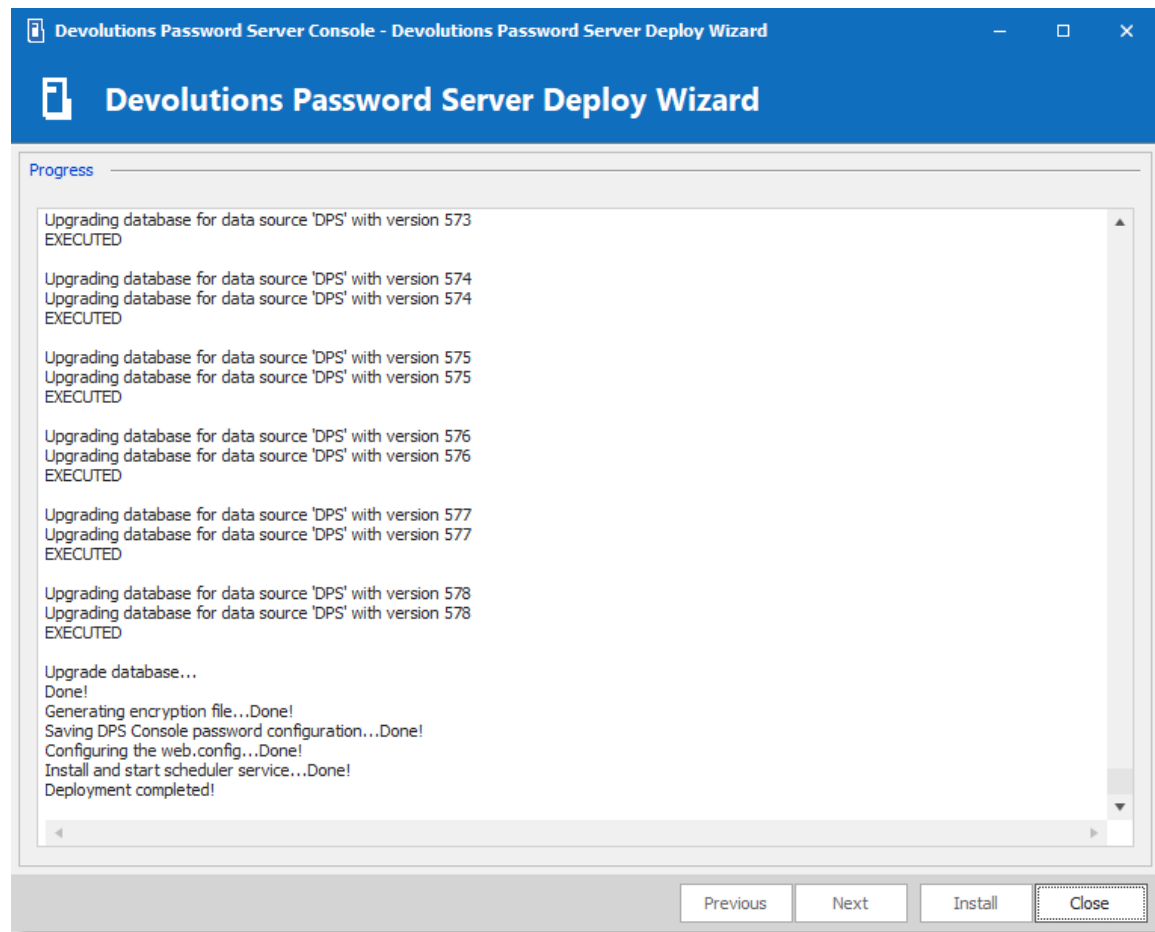 Devolutions Password Server Console - Devolutions Password Server Deploy Wizard
Devolutions Password Server Deploy Wizard
Progress
Upgrading database for data source 'DPS' with version 573
EXECUTED
Upgrading database for data source 'DPS' with version 574
Upgrading database for data source 'DPS' with version 574
EXECUTED
Upgrading database for data source 'DPS' with version 575
Upgrading database for data source 'DPS' with version 575
EXECUTED
Upgrading database for data source 'DPS' with version 576
Upgrading database for data source 'DPS' with version 576
EXECUTED
Upgrading database for data source 'DPS' with version 577
Upgrading database for data source 'DPS' with version 577
EXECUTED
Upgrading database for data source 'DPS' with version 578
Upgrading database for data source 'DPS' with version 578
EXECUTED
Upgrade database...
Done!
Generating encryption file...Done!
Saving DPS Console password configuration...Done!
Configuring the web.config...Done!
Install and start scheduler service...Done!
Deployment completed!
Previous Next Install Close